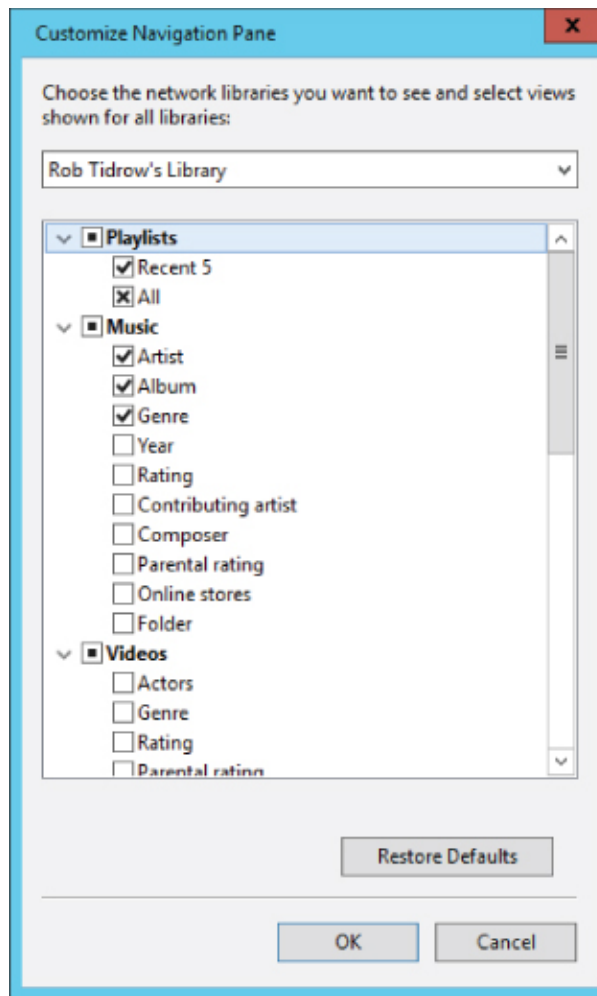 Customize Navigation Pane
Choose the network libraries you want to see and select views
shown for all libraries:
Rob Tidrow's Library
Playlists
Recent 5
All
Music
Artist
Album
Genre
Year
Rating
Contributing artist
Composer
Parental rating
Online stores
Folder
Videos
Actors
Genre
Rating
Parental rating
Restore Defaults
OK
Cancel